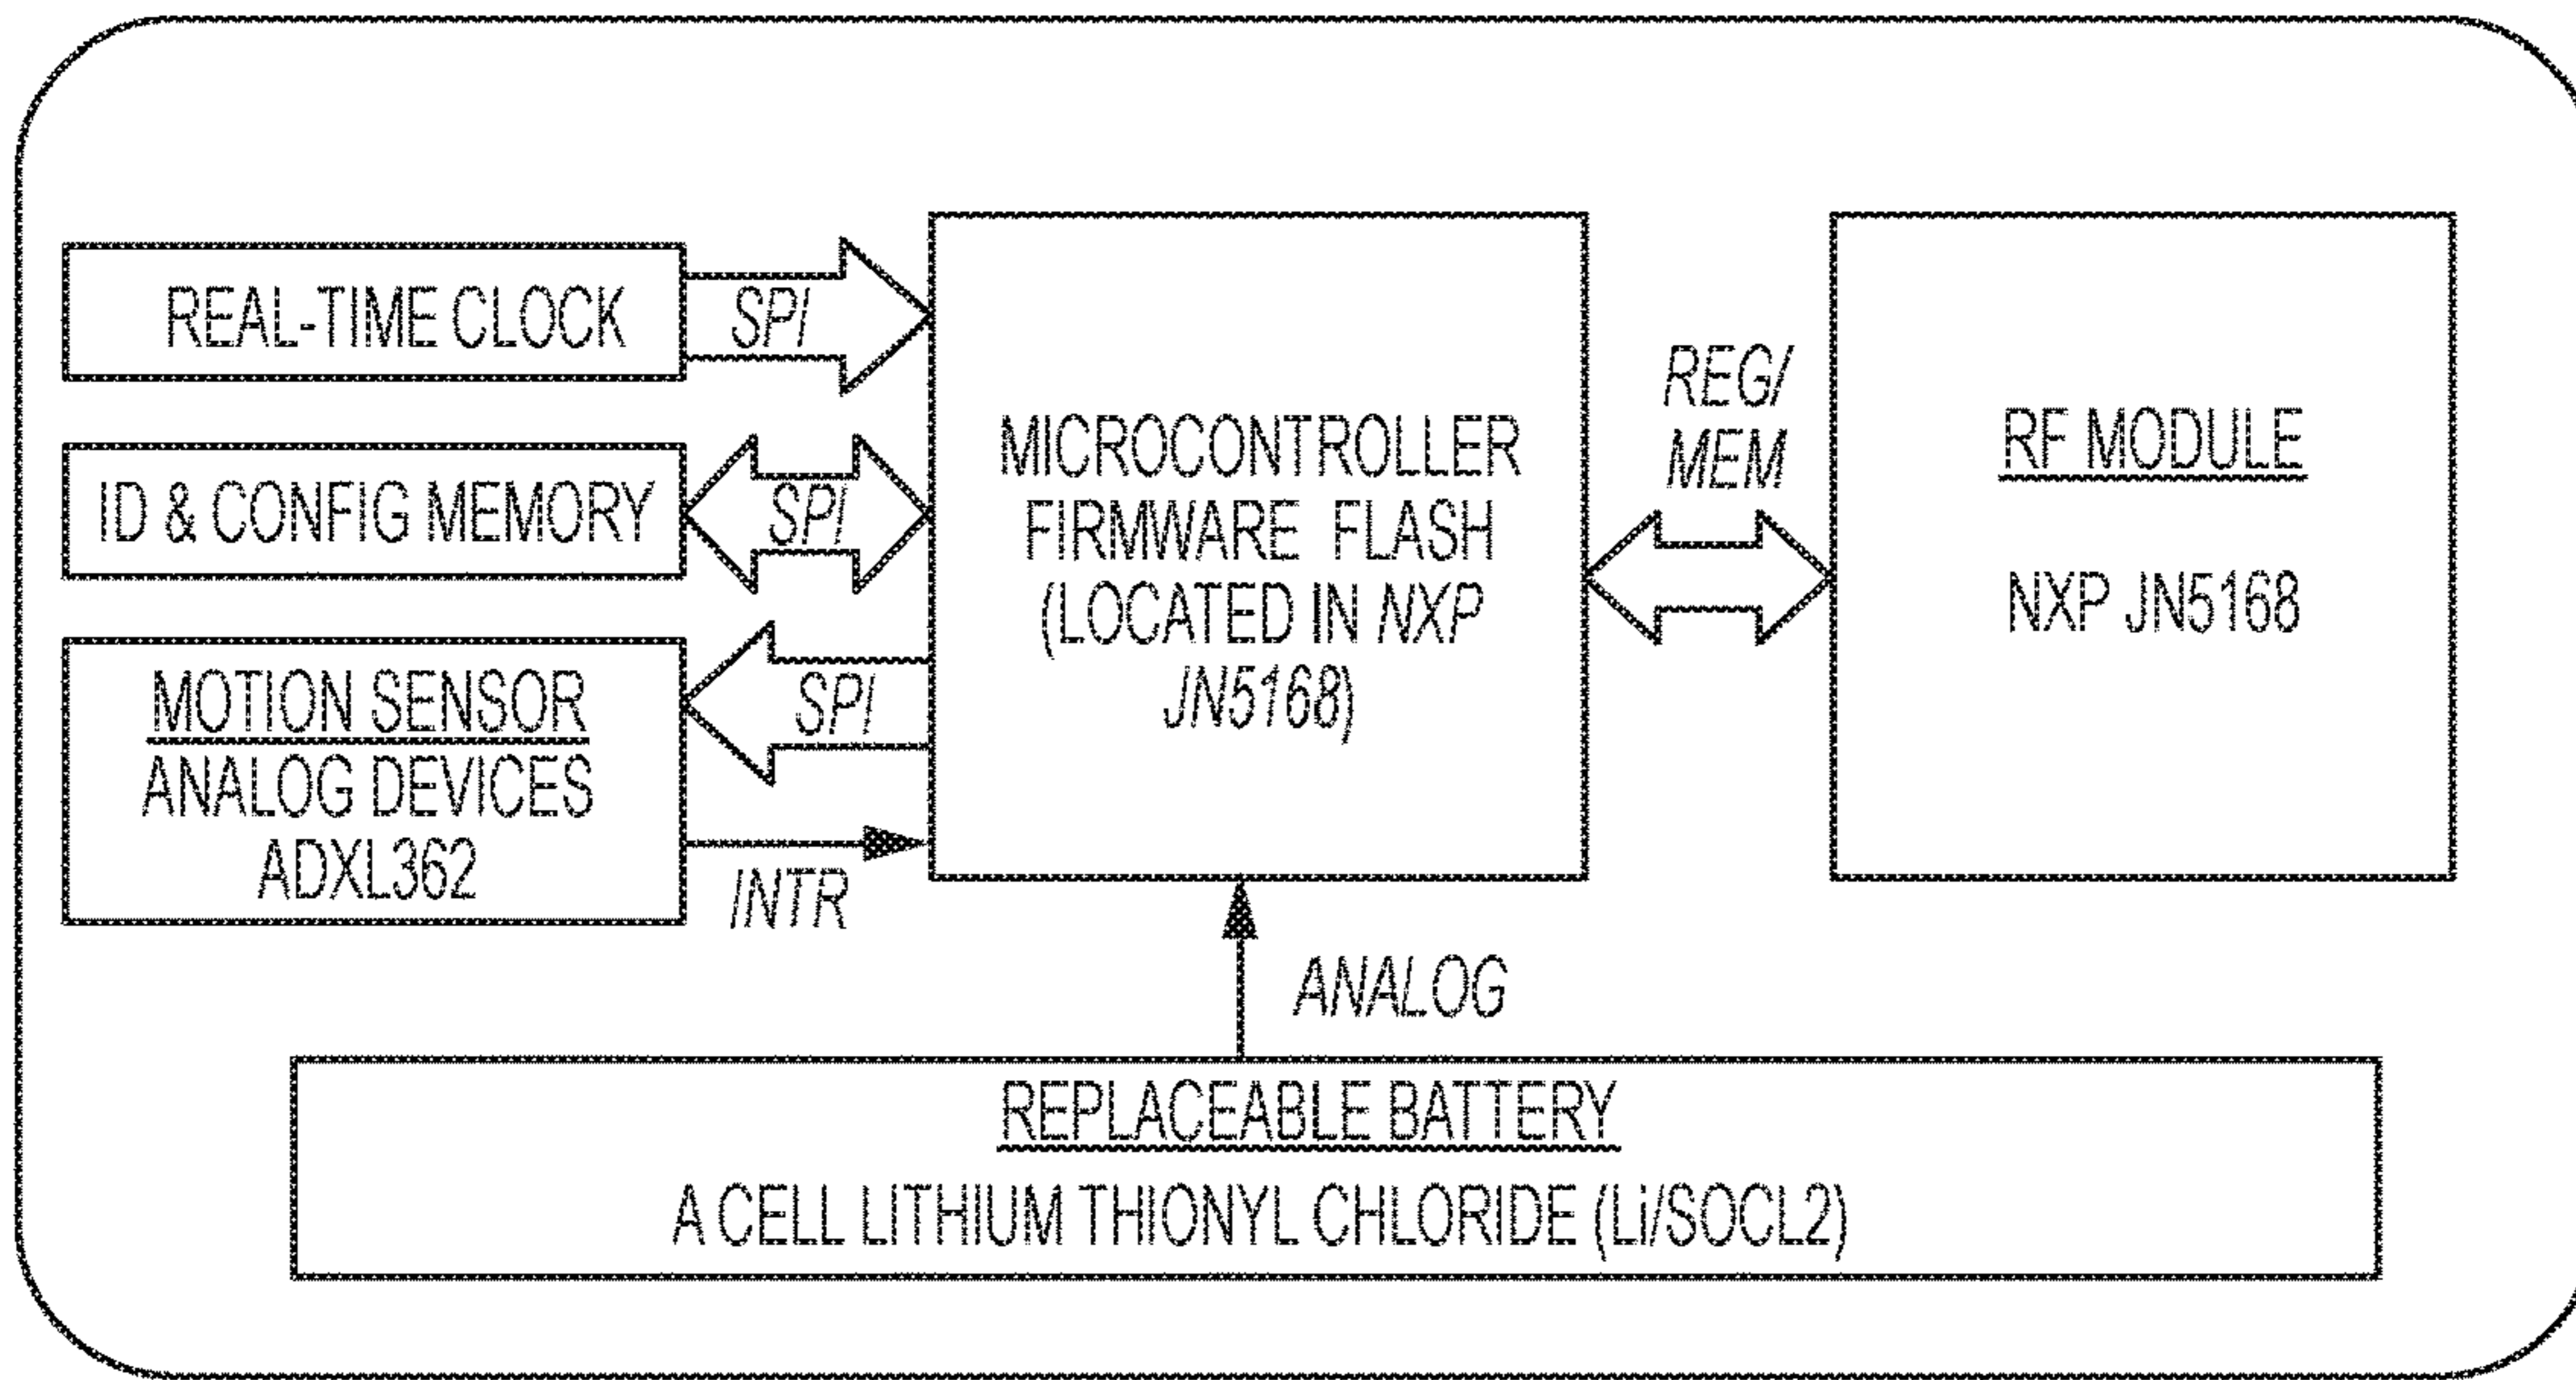 REAL-TIME CLOCK
SPI
ID & CONFIG MEMORY
SPI
MOTION SENSOR
ANALOG DEVICES
ADXL362
SPI
INTR
MICROCONTROLLER
FIRMWARE FLASH
(LOCATED IN NXP
JN5168)
REG/
MEM
RF MODULE
NXP JN5168
ANALOG
REPLACEABLE BATTERY
A CELL LITHIUM THIONYL CHLORIDE (Li/SOCL2)